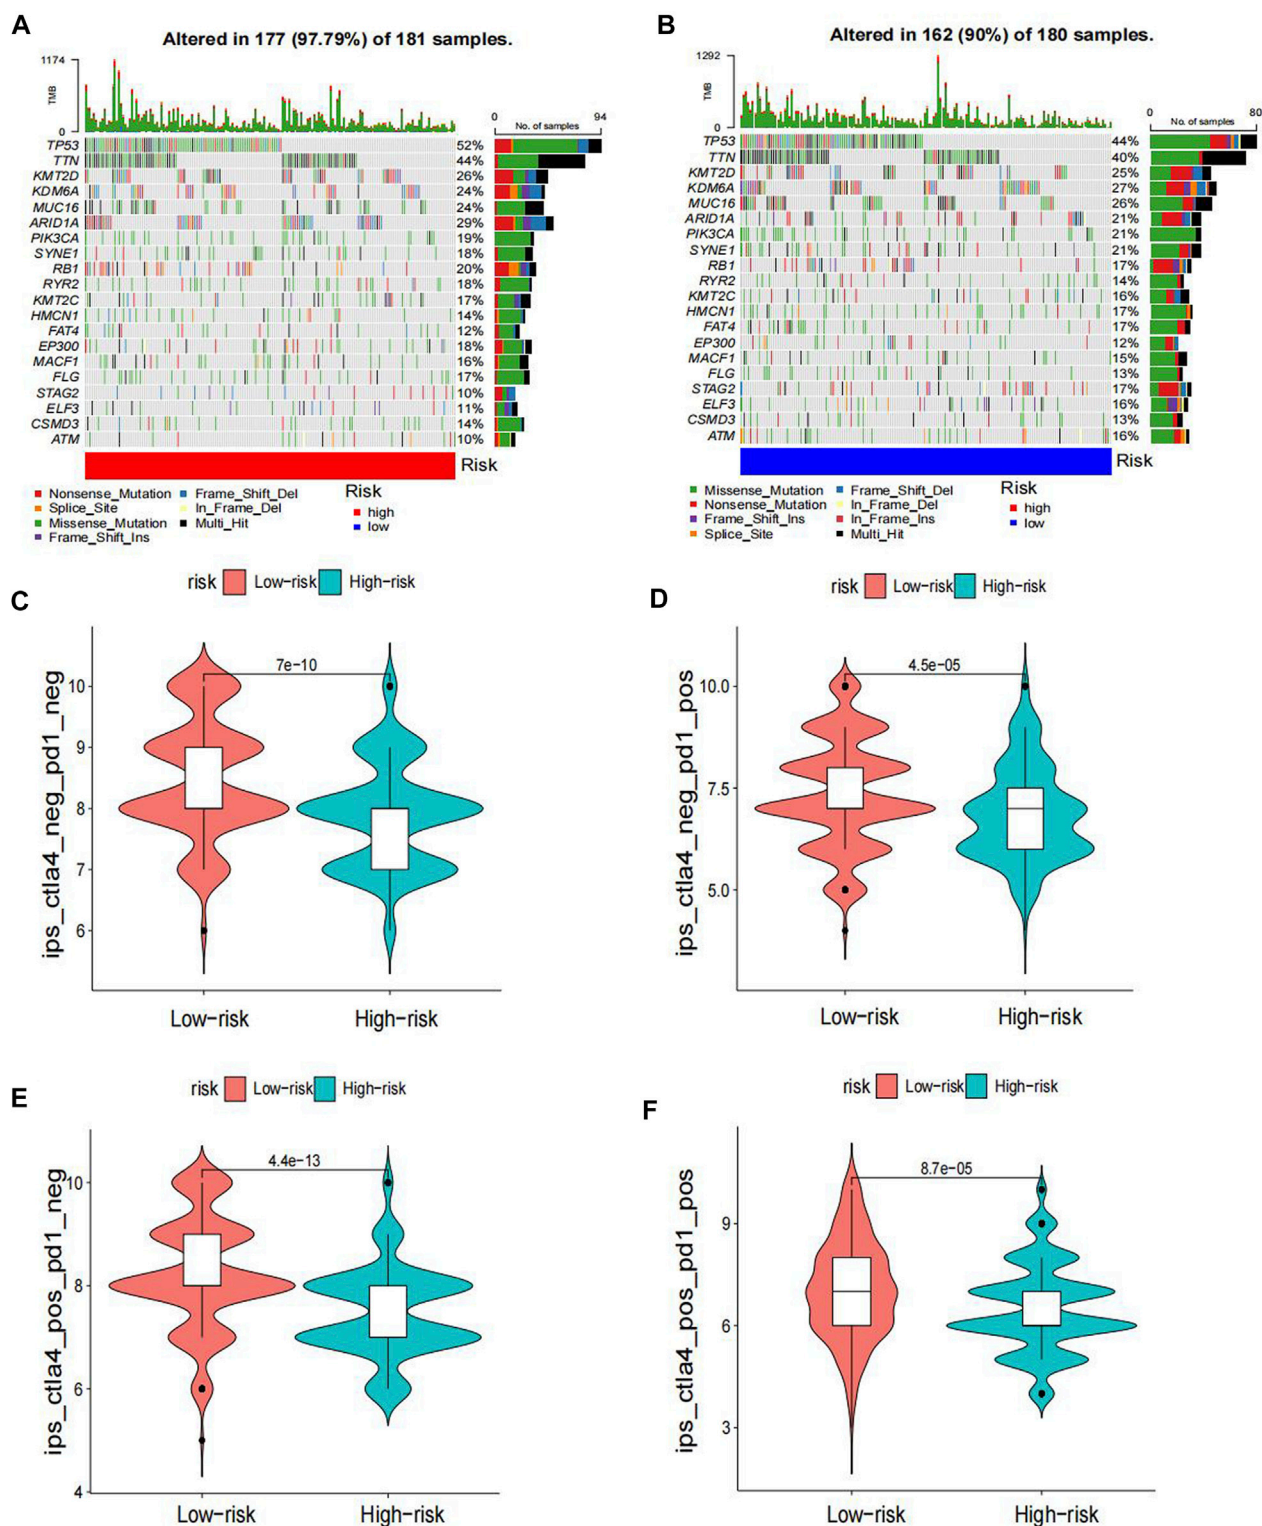 A
Altered in 177 (97.79%) of 181 samples.
1174
TMB
0
0 94
No. of samples
TP53 52%
TTN 44%
KMT2D 26%
KDM6A 24%
MUC16 24%
ARID1A 29%
PIK3CA 19%
SYNE1 18%
RB1 20%
RYR2 18%
KMT2C 17%
HMCN1 14%
FAT4 12%
EP300 18%
MACF1 16%
FLG 17%
STAG2 10%
ELF3 11%
CSMD3 14%
ATM 10%
Risk
Nonsense_Mutation Frame_Shift_Del Risk
Splice_Site In_Frame_Del high
Missense_Mutation Multi_Hit low
Frame_Shift_Ins
B
Altered in 162 (90%) of 180 samples.
1292
TMB
0
0 80
No. of samples
TP53 44%
TTN 40%
KMT2D 25%
KDM6A 27%
MUC16 26%
ARID1A 21%
PIK3CA 21%
SYNE1 21%
RB1 17%
RYR2 14%
KMT2C 16%
HMCN1 17%
FAT4 17%
EP300 12%
MACF1 15%
FLG 13%
STAG2 17%
ELF3 16%
CSMD3 13%
ATM 16%
Risk
Missense_Mutation Frame_Shift_Del Risk
Nonsense_Mutation In_Frame_Del high
Frame_Shift_Ins In_Frame_Ins low
Splice_Site Multi_Hit
C
risk Low-risk High-risk
ips_ctla4_neg_pd1_neg
7e-10
10
9
8
7
6
Low-risk High-risk
D
risk Low-risk High-risk
ips_ctla4_neg_pd1_pos
4.5e-05
10.0
7.5
5.0
Low-risk High-risk
E
risk Low-risk High-risk
ips_ctla4_pos_pd1_neg
4.4e-13
10
8
6
4
Low-risk High-risk
F
risk Low-risk High-risk
ips_ctla4_pos_pd1_pos
8.7e-05
9
6
3
Low-risk High-risk